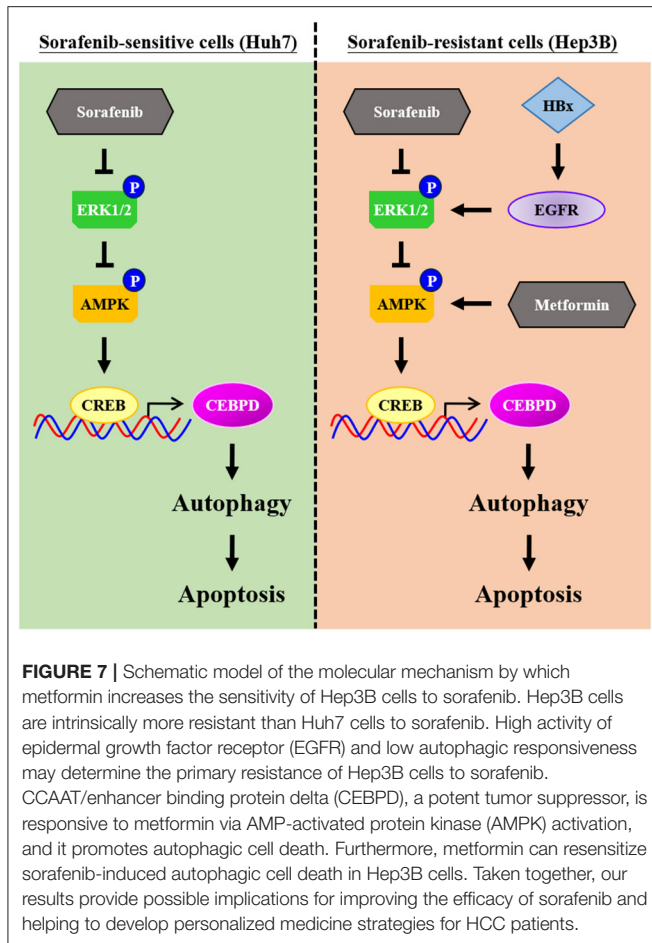 Sorafenib-sensitive cells (Huh7)
Sorafenib
P
ERK1/2
P
AMPK
CREB
CEBPD
Autophagy
Apoptosis
Sorafenib-resistant cells (Hep3B)
Sorafenib
HBx
P
ERK1/2
EGFR
P
AMPK
Metformin
CREB
CEBPD
Autophagy
Apoptosis
FIGURE 7 | Schematic model of the molecular mechanism by which
metformin increases the sensitivity of Hep3B cells to sorafenib. Hep3B cells
are intrinsically more resistant than Huh7 cells to sorafenib. High activity of
epidermal growth factor receptor (EGFR) and low autophagic responsiveness
may determine the primary resistance of Hep3B cells to sorafenib.
CCAAT/enhancer binding protein delta (CEBPD), a potent tumor suppressor, is
responsive to metformin via AMP-activated protein kinase (AMPK) activation,
and it promotes autophagic cell death. Furthermore, metformin can resensitize
sorafenib-induced autophagic cell death in Hep3B cells. Taken together, our
results provide possible implications for improving the efficacy of sorafenib and
helping to develop personalized medicine strategies for HCC patients.